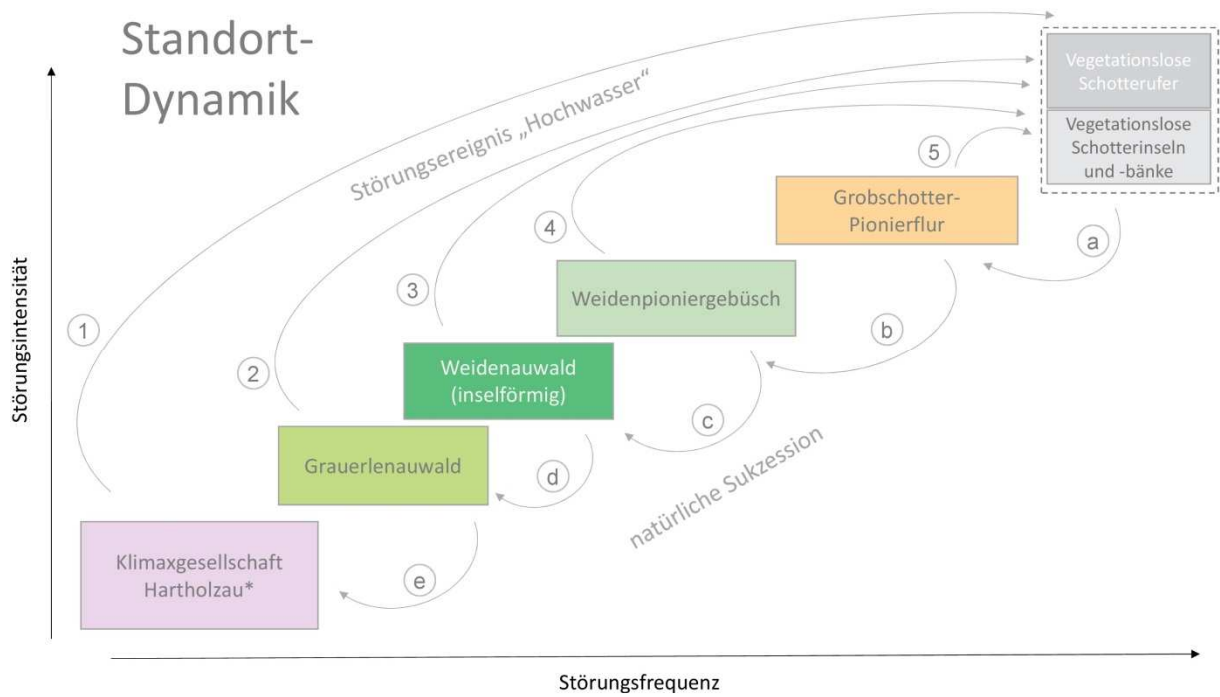 Standort-
Dynamik
Störungsereignis „Hochwasser“
Vegetationslose
Schotterufer
Vegetationslose
Schotterinseln
und -bänke
5
Grobschotter-
Pionierflur
a
4
Weidenpioniergebüsch
b
3
1
2
Weidenauwald
(inselförmig)
c
Grauerlenauwald
d
natürliche Sukzession
Klimaxgesellschaft
Hartholzau*
e
Störungsintensität
Störungsfrequenz